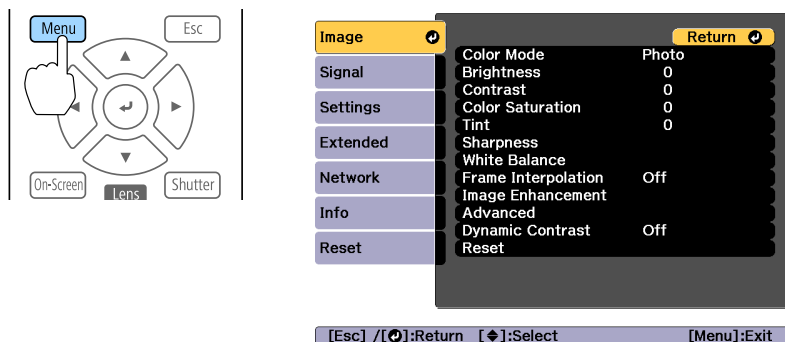 Menu
Esc
On-Screen
Lens
Shutter
Image
Return
Signal
Settings
Extended
Network
Info
Reset
Color Mode Photo
Brightness 0
Contrast 0
Color Saturation 0
Tint 0
Sharpness
White Balance
Frame Interpolation Off
Image Enhancement
Advanced
Dynamic Contrast Off
Reset
[Esc] /[⏎]:Return [◆]:Select [Menu]:Exit